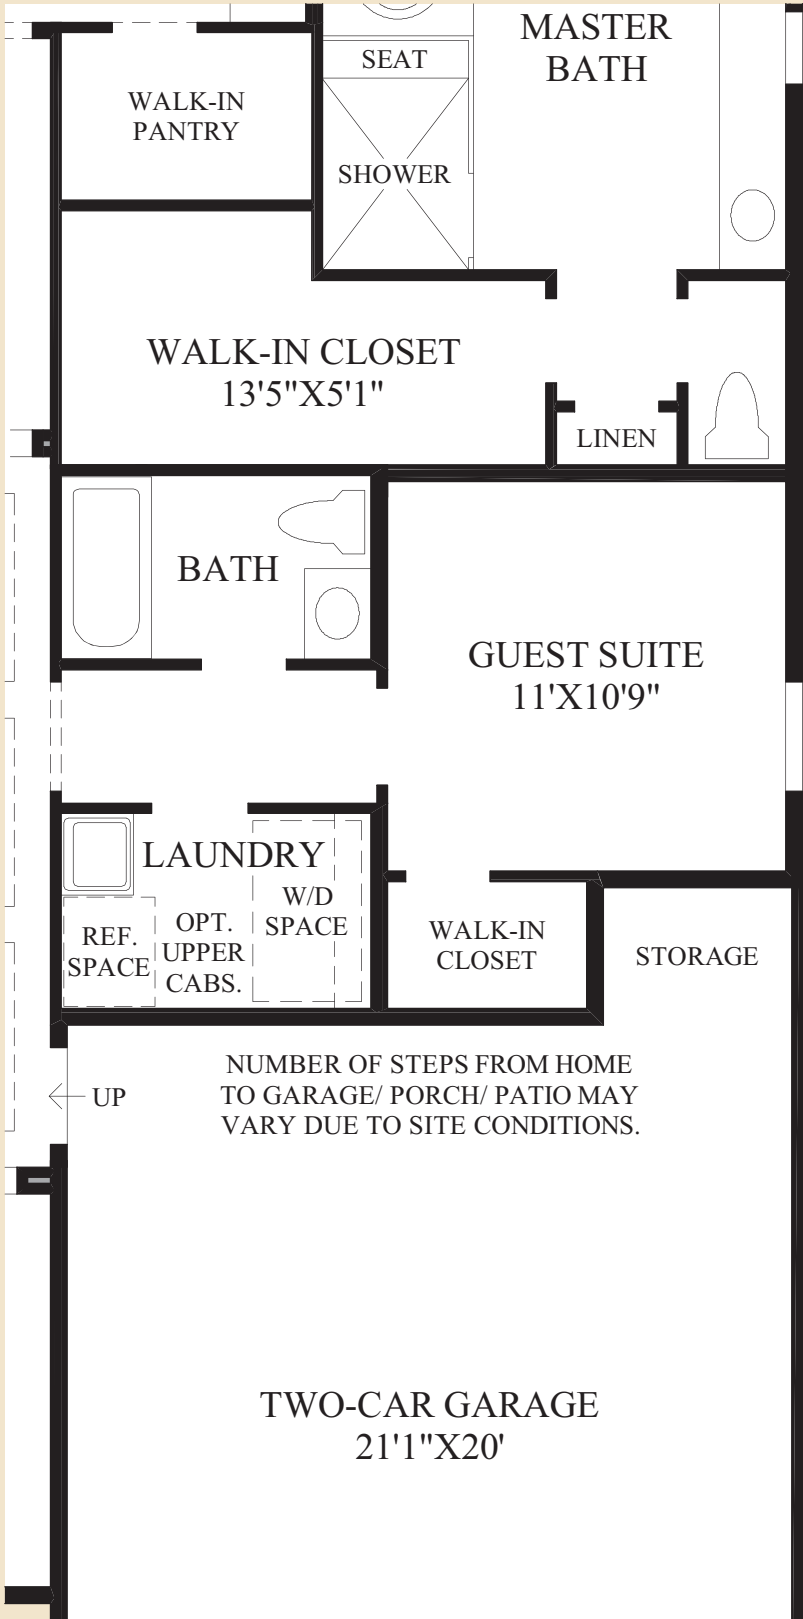 MASTER
BATH
SEAT
WALK-IN
PANTRY
SHOWER
WALK-IN CLOSET
13'5"X5'1"
LINEN
BATH
GUEST SUITE
11'X10'9"
LAUNDRY
W/D
SPACE
OPT.
UPPER
CABS.
REF.
SPACE
WALK-IN
CLOSET
STORAGE
NUMBER OF STEPS FROM HOME
TO GARAGE/ PORCH/ PATIO MAY
VARY DUE TO SITE CONDITIONS.
UP
TWO-CAR GARAGE
21'1"X20'